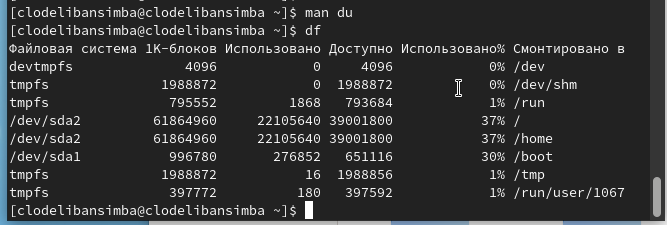 [clodelibansimba@clodelibansimba ~]$ man du
[clodelibansimba@clodelibansimba ~]$ df
Файловая система 1K-блоков Использовано Доступно Использовано% Смонтировано в
devtmpfs 4096 0 4096 0% /dev
tmpfs 1988872 0 1988872 0% /dev/shm
tmpfs 795552 1868 793684 1% /run
/dev/sda2 61864960 22105640 39001800 37% /
/dev/sda2 61864960 22105640 39001800 37% /home
/dev/sda1 996780 276852 651116 30% /boot
tmpfs 1988872 16 1988856 1% /tmp
tmpfs 397772 180 397592 1% /run/user/1067
[clodelibansimba@clodelibansimba ~]$